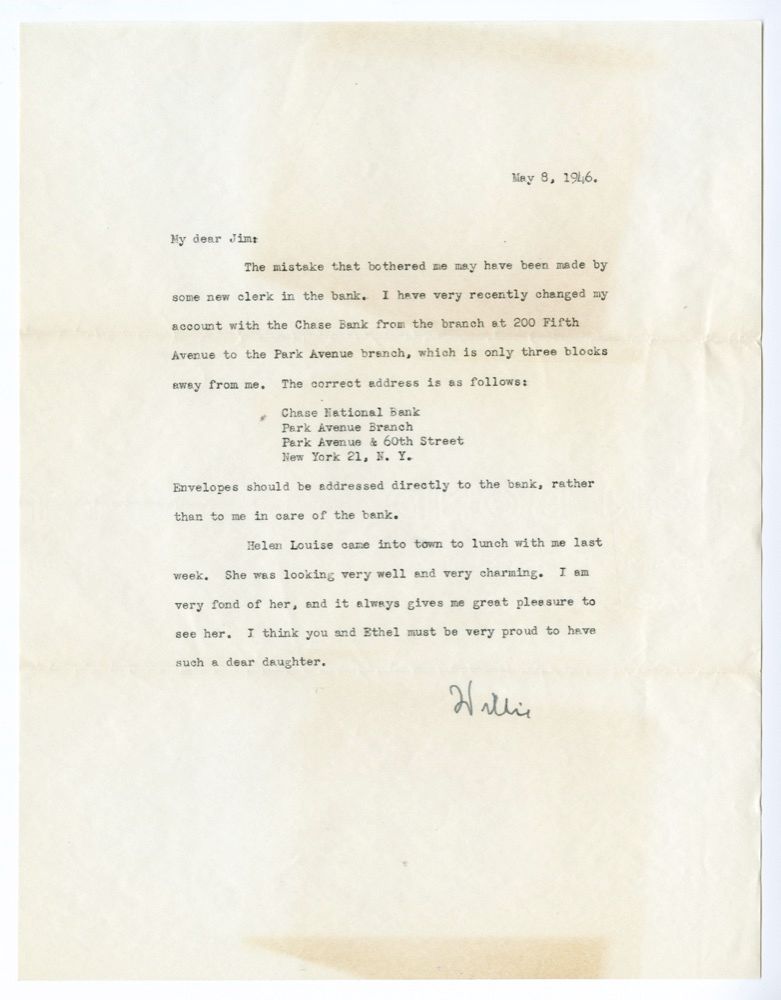 May 8, 1946.
My dear Jim:
The mistake that bothered me may have been made by
some new clerk in the bank. I have very recently changed my
account with the Chase Bank from the branch at 200 Fifth
Avenue to the Park Avenue branch, which is only three blocks
away from me. The correct address is as follows:
Chase National Bank
Park Avenue Branch
Park Avenue & 60th Street
New York 21, N. Y.
Envelopes should be addressed directly to the bank, rather
than to me in care of the bank.
Helen Louise came into town to lunch with me last
week. She was looking very well and very charming. I am
very fond of her, and it always gives me great pleasure to
see her. I think you and Ethel must be very proud to have
such a dear daughter.
Willie